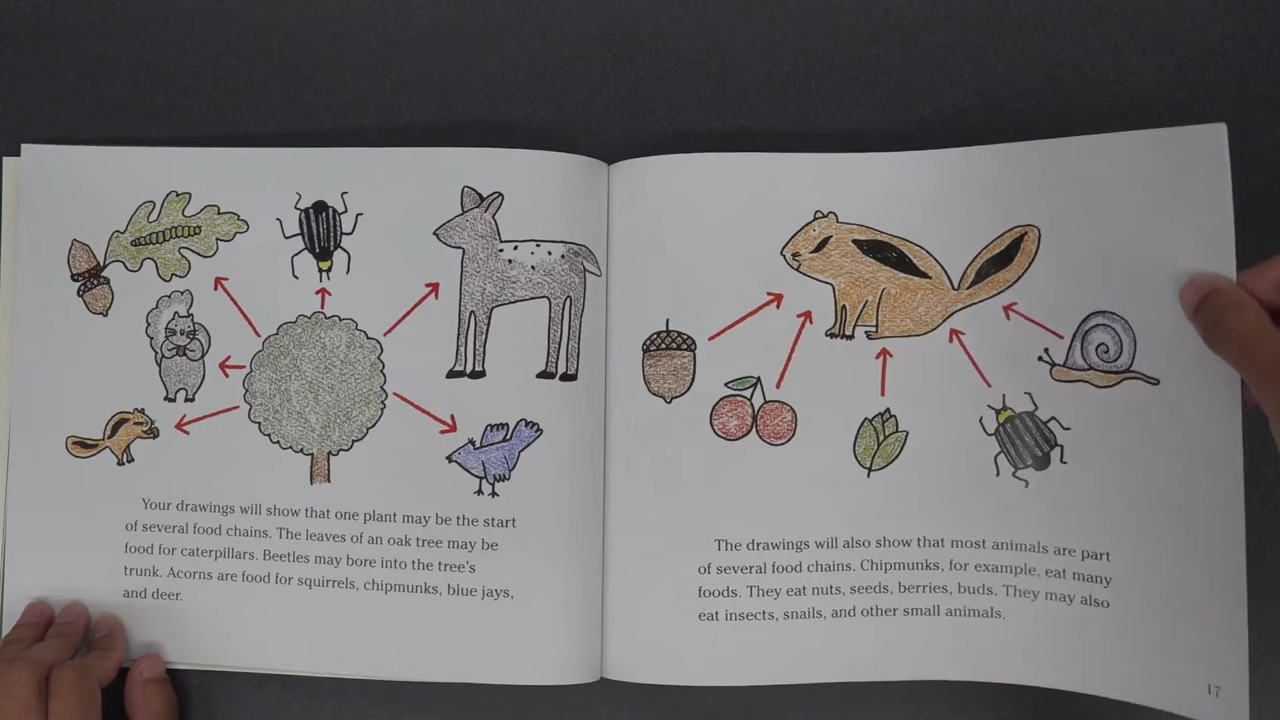 Your drawings will show that one plant may be the start
of several food chains. The leaves of an oak tree may be
food for caterpillars. Beetles may bore into the tree's
trunk. Acorns are food for squirrels, chipmunks, blue jays,
and deer.
The drawings will also show that most animals are part
of several food chains. Chipmunks, for example, eat many
foods. They eat nuts, seeds, berries, buds. They may also
eat insects, snails, and other small animals.
17